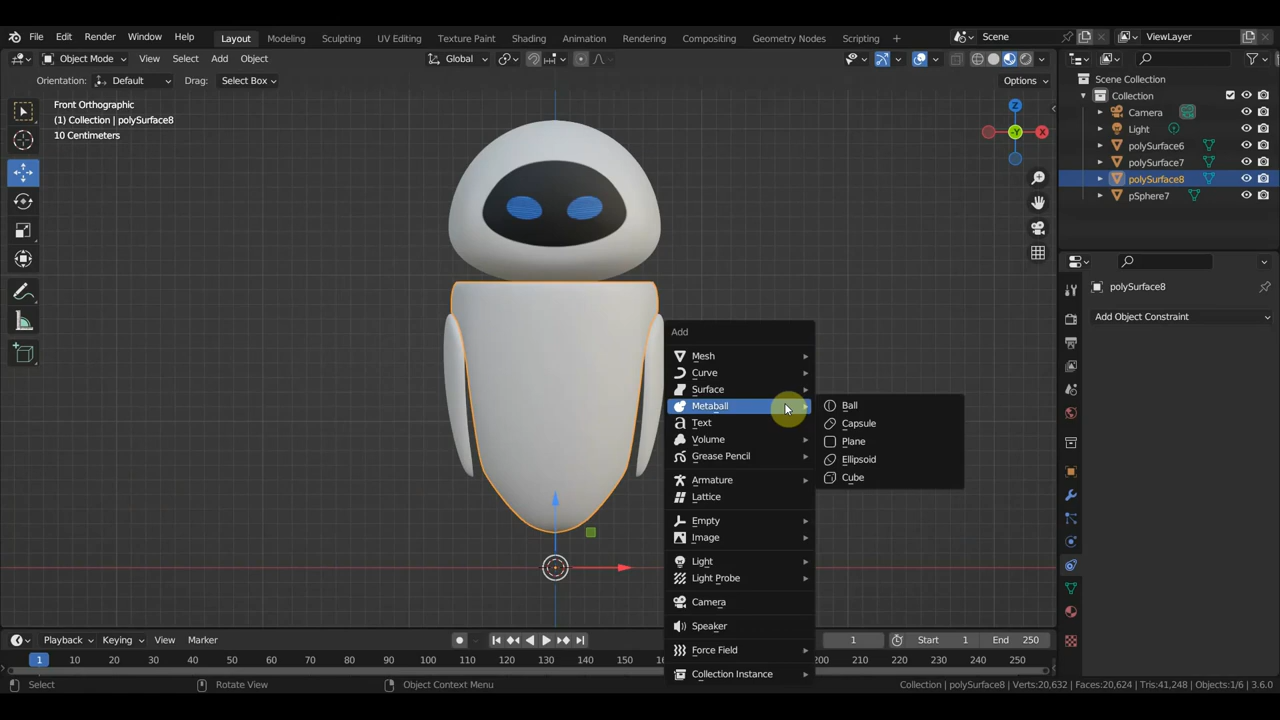 File Edit Render Window Help Layout Modeling Sculpting UV Editing Texture Paint Shading Animation Rendering Compositing Geometry Nodes Scripting + Scene ViewLayer
Object Mode View Select Add Object Global
Orientation: Default Drag: Select Box Options
Front Orthographic
(1) Collection | polySurface8
10 Centimeters
Z
X
-Y
Scene Collection
Collection
Camera
Light
polySurface6
polySurface7
polySurface8
pSphere7
polySurface8
Add Object Constraint
Add
Mesh
Curve
Surface
Metaball
Text
Volume
Grease Pencil
Armature
Lattice
Empty
Image
Light
Light Probe
Camera
Speaker
Force Field
Collection Instance
Ball
Capsule
Plane
Ellipsoid
Cube
Playback Keying View Marker 1 Start 1 End 250
1 10 20 30 40 50 60 70 80 90 100 110 120 130 140 150 200 210 220 230 240 250
Select Rotate View Object Context Menu Collection | polySurface8 | Verts:20,632 | Faces:20,624 | Tris:41,248 | Objects:1/6 | 3.6.0